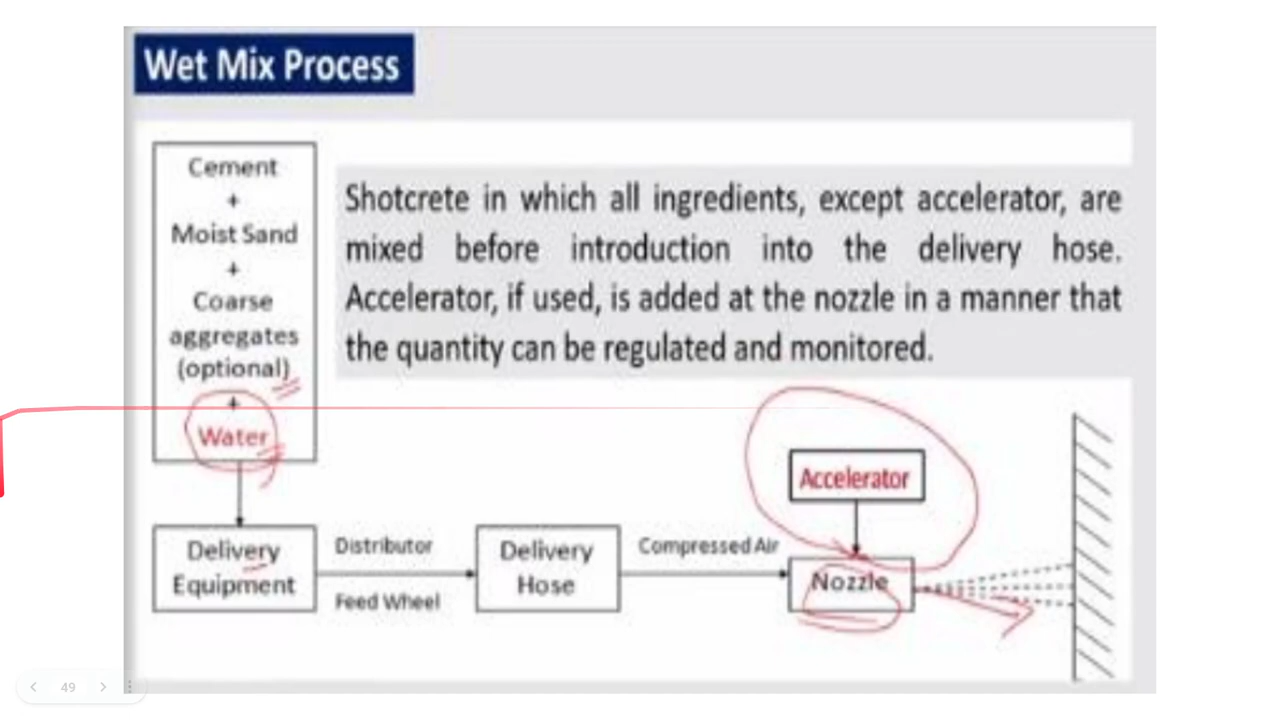 Wet Mix Process
Cement
+
Moist Sand
+
Coarse
aggregates
(optional)
+
Water
Shotcrete in which all ingredients, except accelerator, are
mixed before introduction into the delivery hose.
Accelerator, if used, is added at the nozzle in a manner that
the quantity can be regulated and monitored.
Accelerator
Delivery
Equipment
Distributor
Feed Wheel
Delivery
Hose
Compressed Air
Nozzle
49